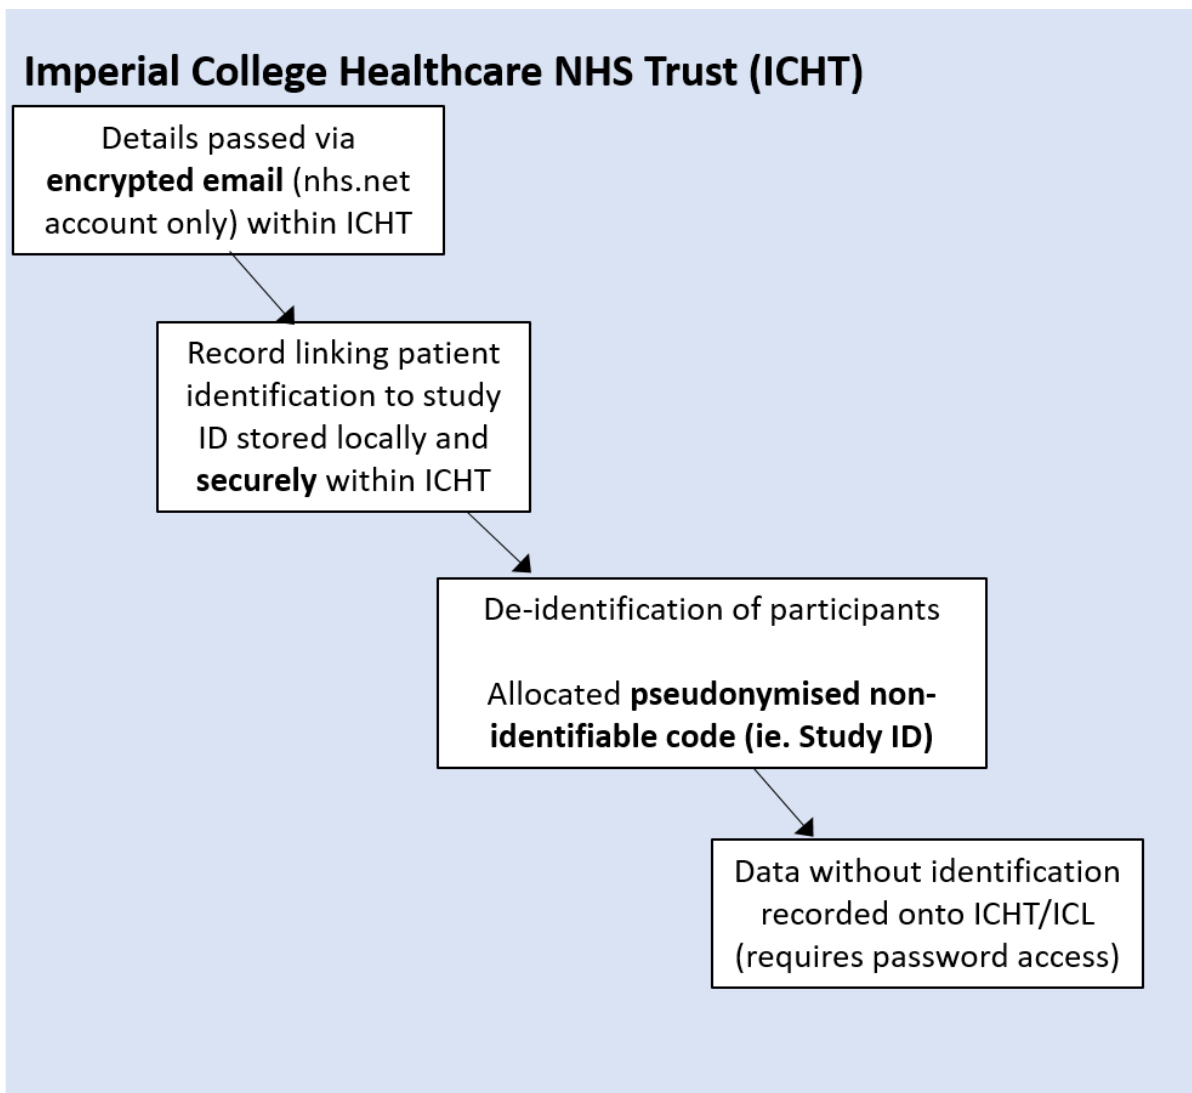 Imperial College Healthcare NHS Trust (ICHT)
Details passed via
encrypted email (nhs.net
account only) within ICHT
Record linking patient
identification to study
ID stored locally and
securely within ICHT
De-identification of participants
Allocated pseudonymised non-
identifiable code (ie. Study ID)
Data without identification
recorded onto ICHT/ICL
(requires password access)